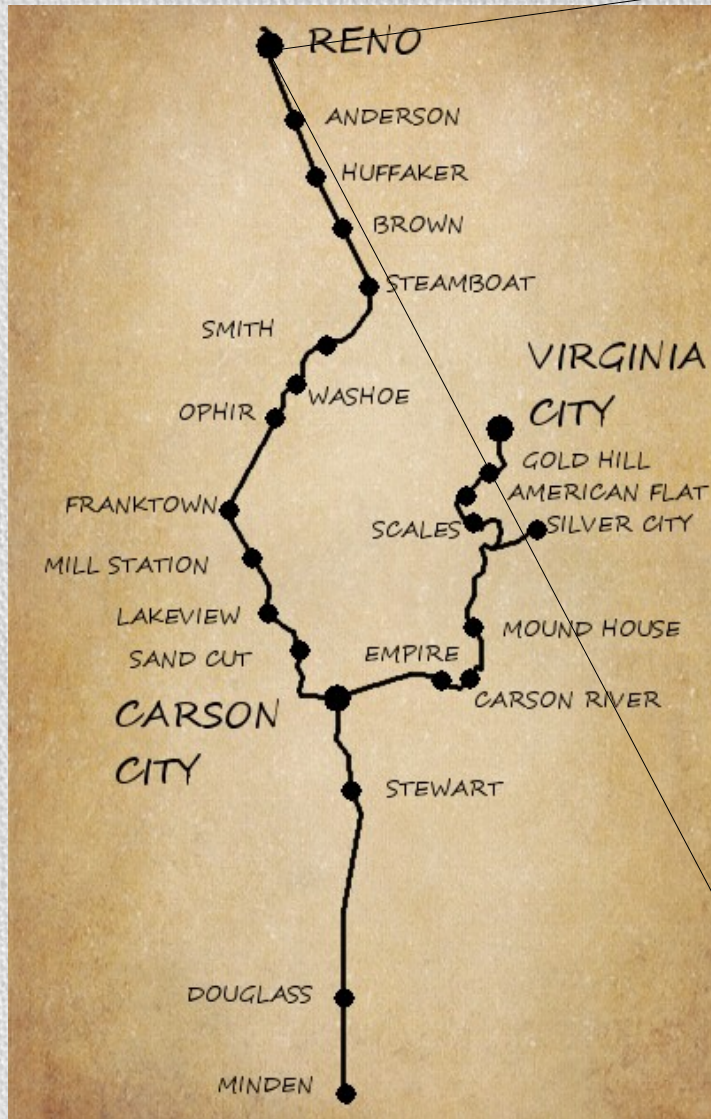 RENO
ANDERSON
HUFFAKER
BROWN
STEAMBOAT
SMITH
VIRGINIA
CITY
WASHOE
OPHIR
GOLD HILL
AMERICAN FLAT
FRANKTOWN
SCALES
SILVER CITY
MILL STATION
LAKEVIEW
MOUND HOUSE
SAND CUT
EMPIRE
CARSON RIVER
CARSON
CITY
STEWART
DOUGLASS
MINDEN